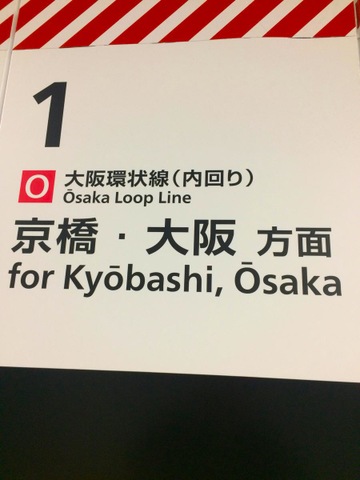 1
O 大阪環状線(内回り)
Ōsaka Loop Line
京橋・大阪 方面
for Kyōbashi, Ōsaka